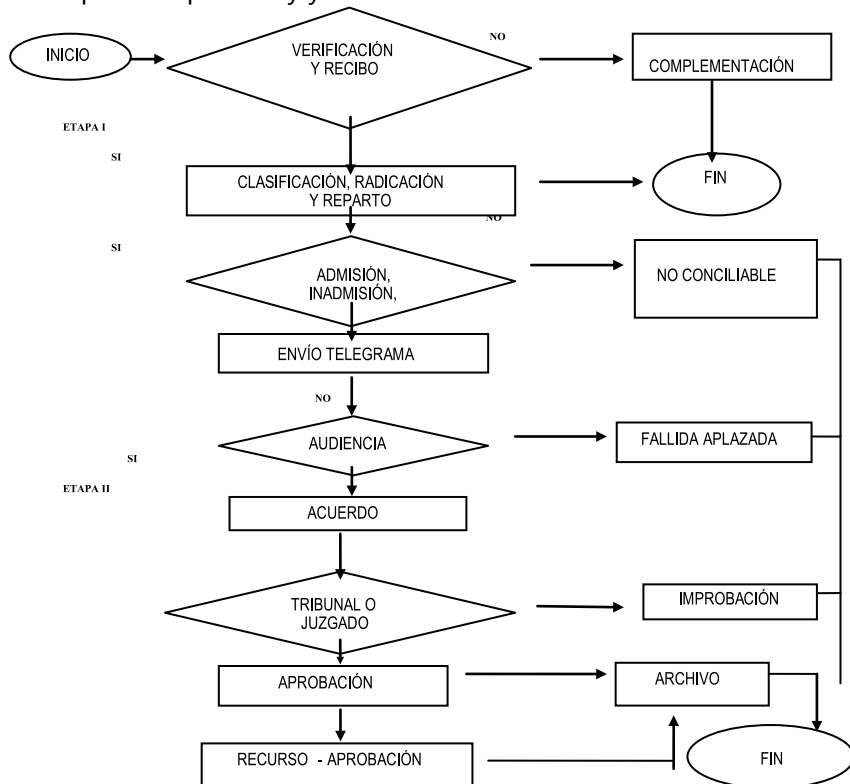 INICIO
VERIFICACIÓN
Y RECIBO
NO
COMPLEMENTACIÓN
ETAPA I
SI
CLASIFICACIÓN, RADICACIÓN
Y REPARTO
FIN
NO
SI
ADMISIÓN,
INADMISIÓN,
NO CONCILIABLE
ENVÍO TELEGRAMA
NO
AUDIENCIA
FALLIDA APLAZADA
SI
ETAPA II
ACUERDO
TRIBUNAL O
JUZGADO
IMPROBACIÓN
APROBACIÓN
ARCHIVO
RECURSO - APROBACIÓN
FIN